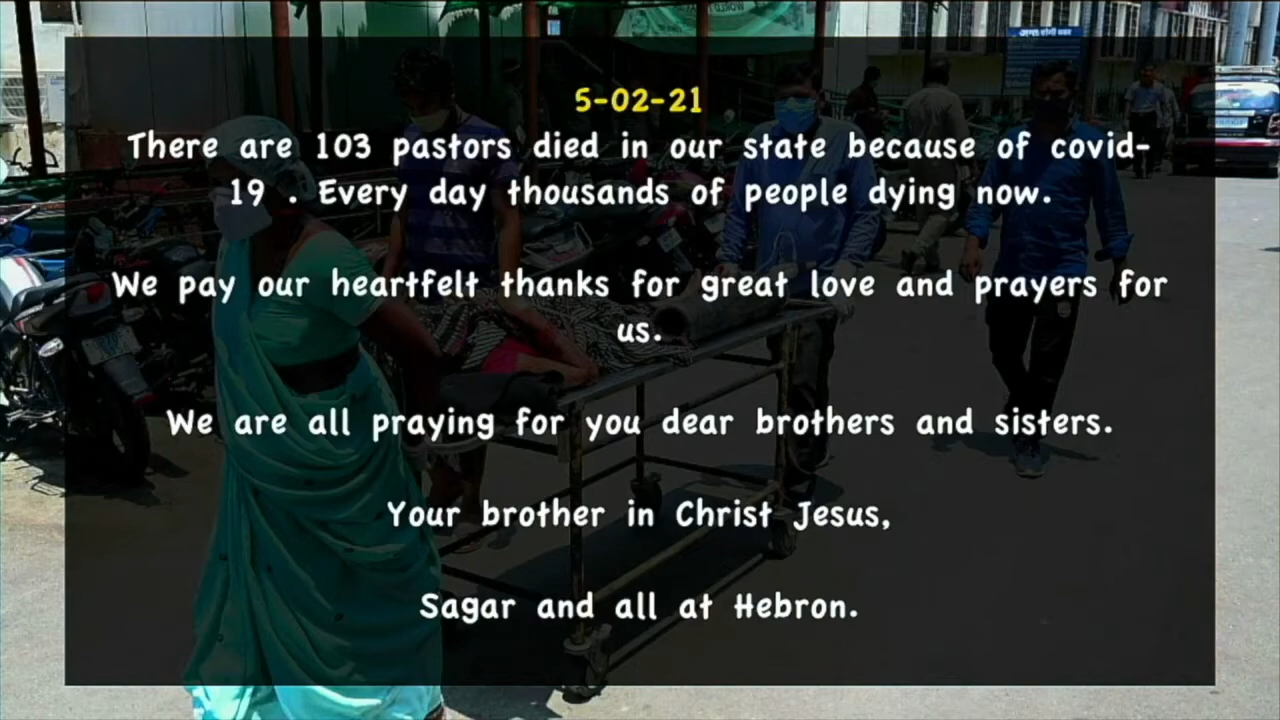 5-02-21
There are 103 pastors died in our state because of covid-
19 . Every day thousands of people dying now.
We pay our heartfelt thanks for great love and prayers for
us.
We are all praying for you dear brothers and sisters.
Your brother in Christ Jesus,
Sagar and all at Hebron.